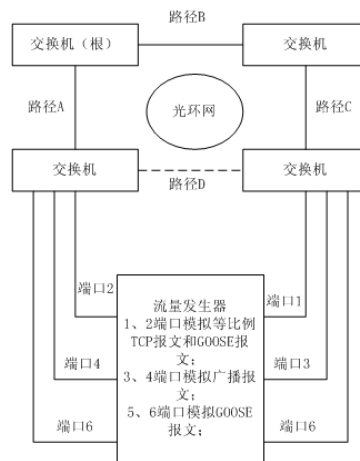 路径B
交换机（根）
交换机
路径A
光环网
路径C
交换机
交换机
路径D
端口2
流量发生器
端口1
1、2端口模拟等比例
TCP报文和GOOSE报
文；
端口4
3、4端口模拟广播报
端口3
文；
5、6端口模拟GOOSE
端口6
报文；
端口6